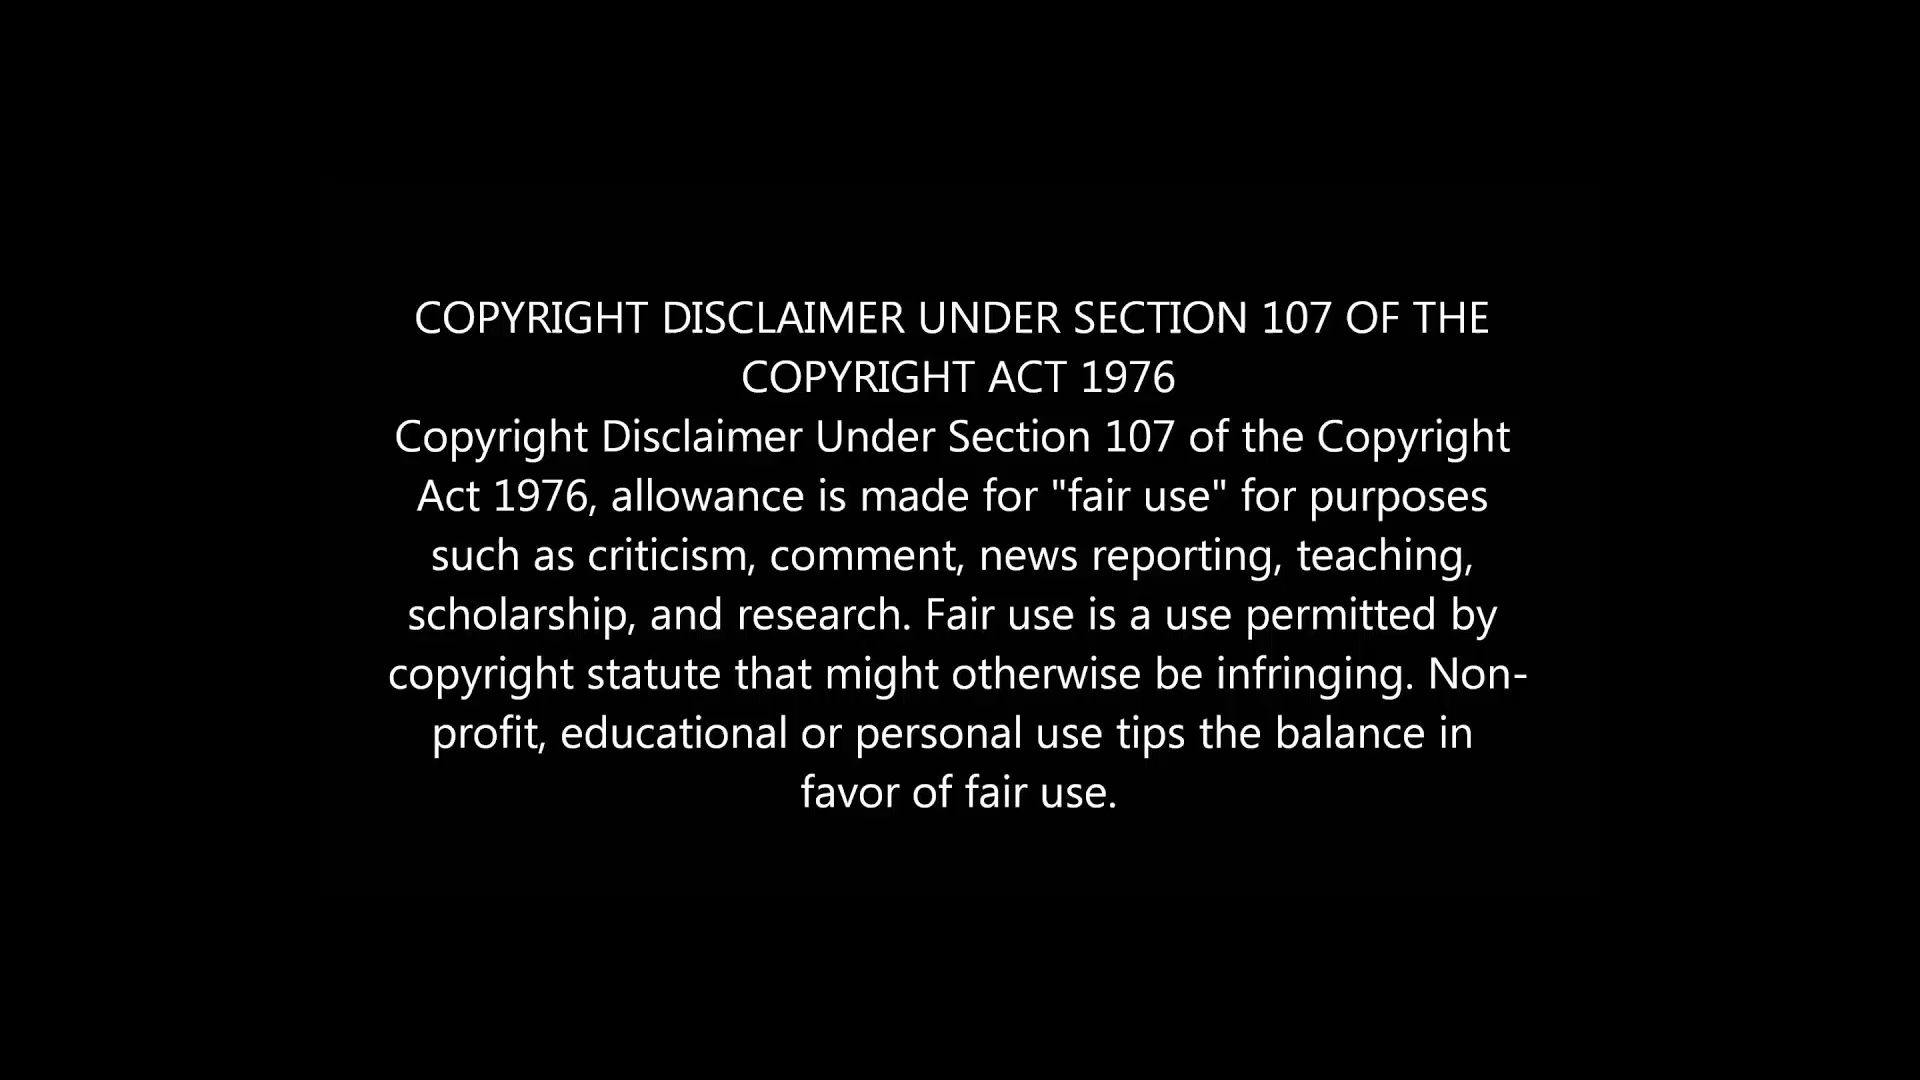 COPYRIGHT DISCLAIMER UNDER SECTION 107 OF THE
COPYRIGHT ACT 1976
Copyright Disclaimer Under Section 107 of the Copyright
Act 1976, allowance is made for "fair use" for purposes
such as criticism, comment, news reporting, teaching,
scholarship, and research. Fair use is a use permitted by
copyright statute that might otherwise be infringing. Non-
profit, educational or personal use tips the balance in
favor of fair use.